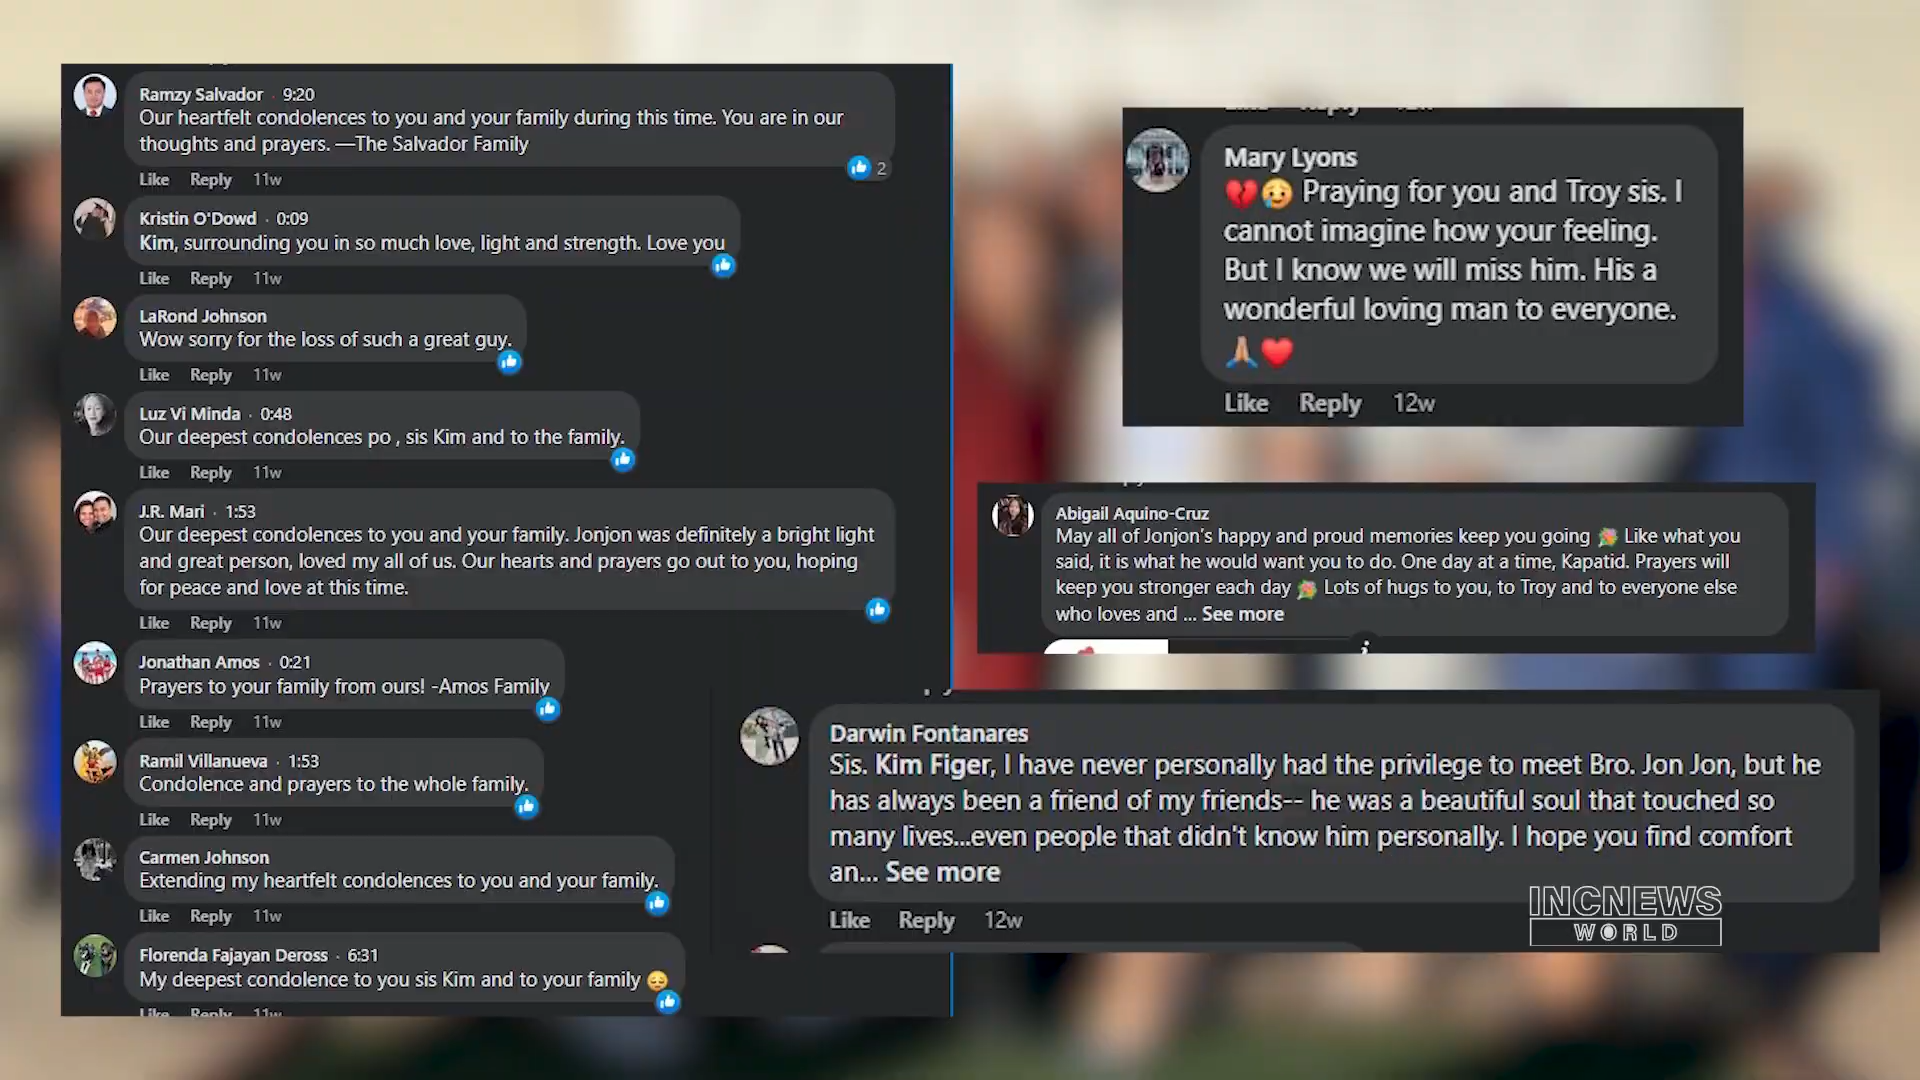 Ramzy Salvador · 9:20
Our heartfelt condolences to you and your family during this time. You are in our
thoughts and prayers. —The Salvador Family
2
Like Reply 11w
Kristin O'Dowd · 0:09
Kim, surrounding you in so much love, light and strength. Love you
Like Reply 11w
LaRond Johnson
Wow sorry for the loss of such a great guy.
Like Reply 11w
Luz Vi Minda · 0:48
Our deepest condolences po , sis Kim and to the family.
Like Reply 11w
J.R. Mari · 1:53
Our deepest condolences to you and your family. Jonjon was definitely a bright light
and great person, loved my all of us. Our hearts and prayers go out to you, hoping
for peace and love at this time.
Like Reply 11w
Jonathan Amos · 0:21
Prayers to your family from ours! -Amos Family
Like Reply 11w
Ramil Villanueva · 1:53
Condolence and prayers to the whole family.
Like Reply 11w
Carmen Johnson
Extending my heartfelt condolences to you and your family.
Like Reply 11w
Florenda Fajayan Deross · 6:31
My deepest condolence to you sis Kim and to your family 😔
Like Reply 11w
Like Reply 12w
Mary Lyons
💔😢 Praying for you and Troy sis. I
cannot imagine how your feeling.
But I know we will miss him. His a
wonderful loving man to everyone.
🙏🏽❤️
Like Reply 12w
Abigail Aquino-Cruz
May all of Jonjon's happy and proud memories keep you going 💐 Like what you
said, it is what he would want you to do. One day at a time, Kapatid. Prayers will
keep you stronger each day 💐 Lots of hugs to you, to Troy and to everyone else
who loves and ... See more
Darwin Fontanares
Sis. Kim Figer, I have never personally had the privilege to meet Bro. Jon Jon, but he
has always been a friend of my friends-- he was a beautiful soul that touched so
many lives...even people that didn't know him personally. I hope you find comfort
an... See more
Like Reply 12w
INCNEWS
WORLD